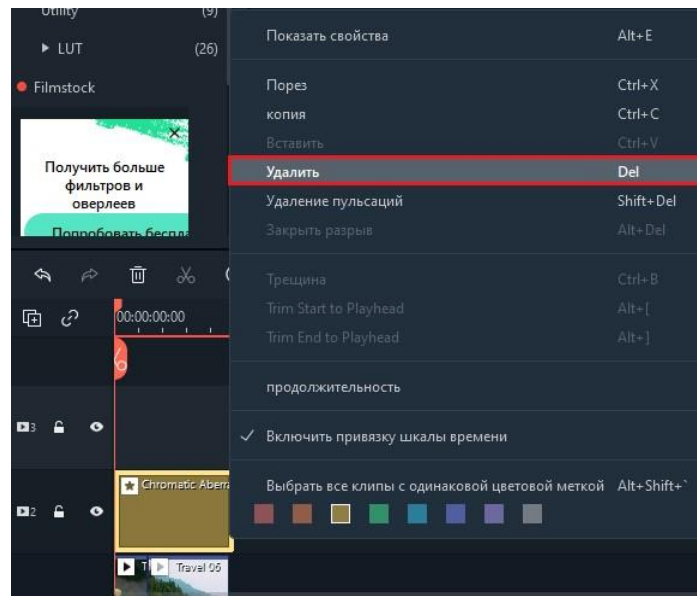 Utility (9)
LUT (26)
Filmstock
Получить больше
фильтров и
оверлеев
Попробовать беспла
00:00:00:00
3
2
Chromatic Aberra
Travel 06
Показать свойства Alt+E
Порез Ctrl+X
копия Ctrl+C
Вставить Ctrl+V
Удалить Del
Удаление пульсаций Shift+Del
Закрыть разрыв Alt+Del
Трещина Ctrl+B
Trim Start to Playhead Alt+[
Trim End to Playhead Alt+]
продолжительность
Включить привязку шкалы времени
Выбрать все клипы с одинаковой цветовой меткой Alt+Shift+`